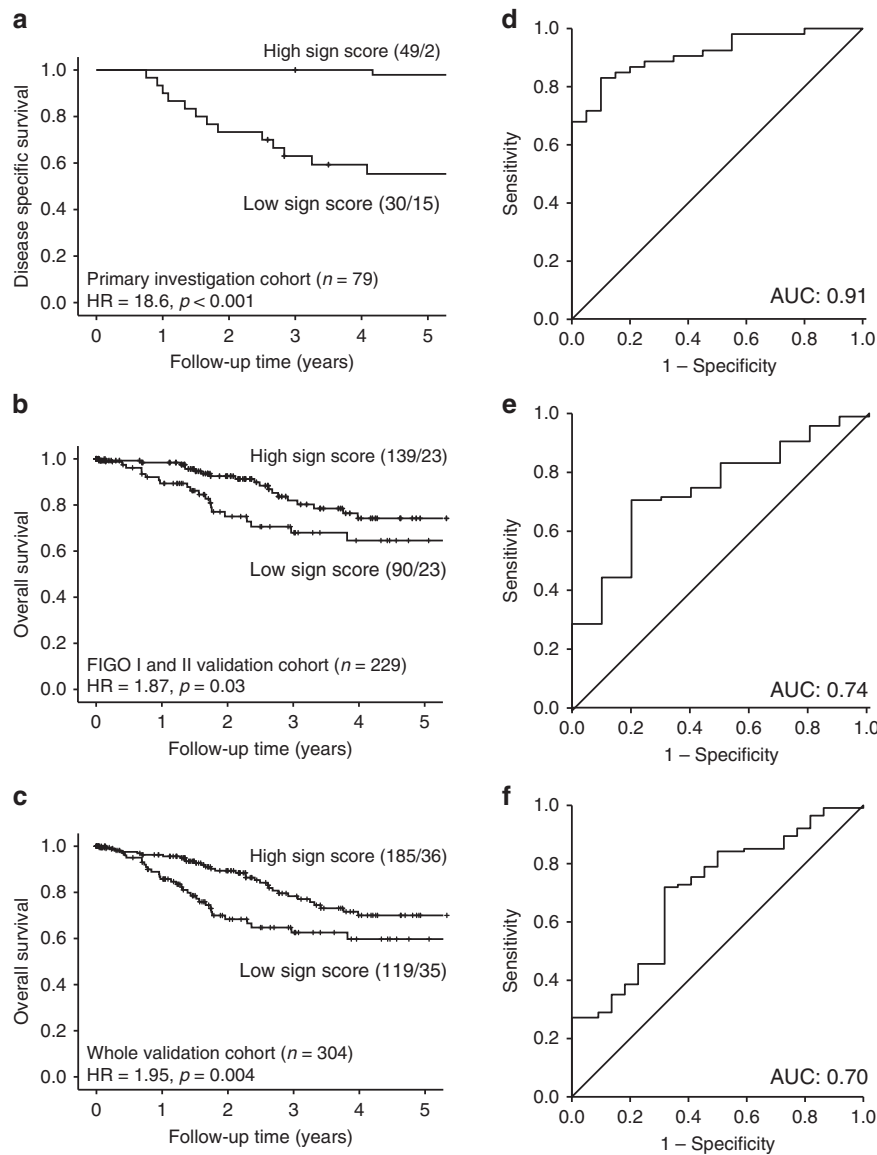 a
High sign score (49/2)
1.0
0.8
0.6
0.4
0.2
0.0
Disease specific survival
Low sign score (30/15)
Primary investigation cohort (n = 79)
HR = 18.6, p < 0.001
0 1 2 3 4 5
Follow-up time (years)
d
1.0
0.8
0.6
0.4
0.2
0.0
Sensitivity
AUC: 0.91
0.0 0.2 0.4 0.6 0.8 1.0
1 – Specificity
b
1.0
0.8
0.6
0.4
0.2
0.0
Overall survival
High sign score (139/23)
Low sign score (90/23)
FIGO I and II validation cohort (n = 229)
HR = 1.87, p = 0.03
0 1 2 3 4 5
Follow-up time (years)
e
1.0
0.8
0.6
0.4
0.2
0.0
Sensitivity
AUC: 0.74
0.0 0.2 0.4 0.6 0.8 1.0
1 – Specificity
c
1.0
0.8
0.6
0.4
0.2
0.0
Overall survival
High sign score (185/36)
Low sign score (119/35)
Whole validation cohort (n = 304)
HR = 1.95, p = 0.004
0 1 2 3 4 5
Follow-up time (years)
f
1.0
0.8
0.6
0.4
0.2
0.0
Sensitivity
AUC: 0.70
0.0 0.2 0.4 0.6 0.8 1.0
1 – Specificity